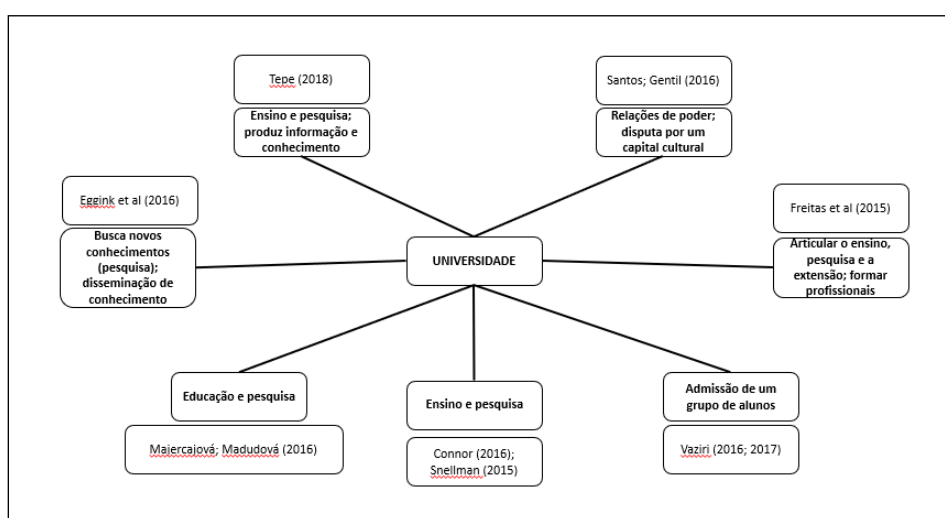 Tepe (2018)
Ensino e pesquisa;
produz informação e
conhecimento
Santos; Gentil (2016)
Relações de poder;
disputa por um
capital cultural
Eggink et al (2016)
Busca novos
conhecimentos
(pesquisa);
disseminação de
conhecimento
UNIVERSIDADE
Freitas et al (2015)
Articular o ensino,
pesquisa e a
extensão; formar
profissionais
Educação e pesquisa
Majercajová; Madudová (2016)
Ensino e pesquisa
Connor (2016);
Snellman (2015)
Admissão de um
grupo de alunos
Vaziri (2016; 2017)